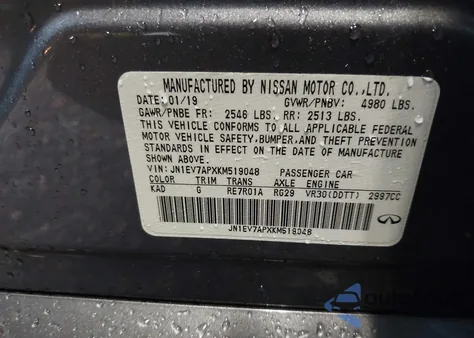 MANUFACTURED BY NISSAN MOTOR CO.,LTD.
DATE: 01/19 GVWR/PNBV: 4980 LBS.
GAWR/PNBE FR: 2546 LBS. RR: 2513 LBS.
THIS VEHICLE CONFORMS TO ALL APPLICABLE FEDERAL
MOTOR VEHICLE SAFETY,BUMPER,AND THEFT PREVENTION
STANDARDS IN EFFECT ON THE DATE OF MANUFACTURE
SHOWN ABOVE.
VIN: JN1EV7APXKM519048 PASSENGER CAR
COLOR TRIM TRANS AXLE ENGINE
KAD G RE7R01A RG29 VR30(DDTT) 2997CC
JN1EV7APXKM519048